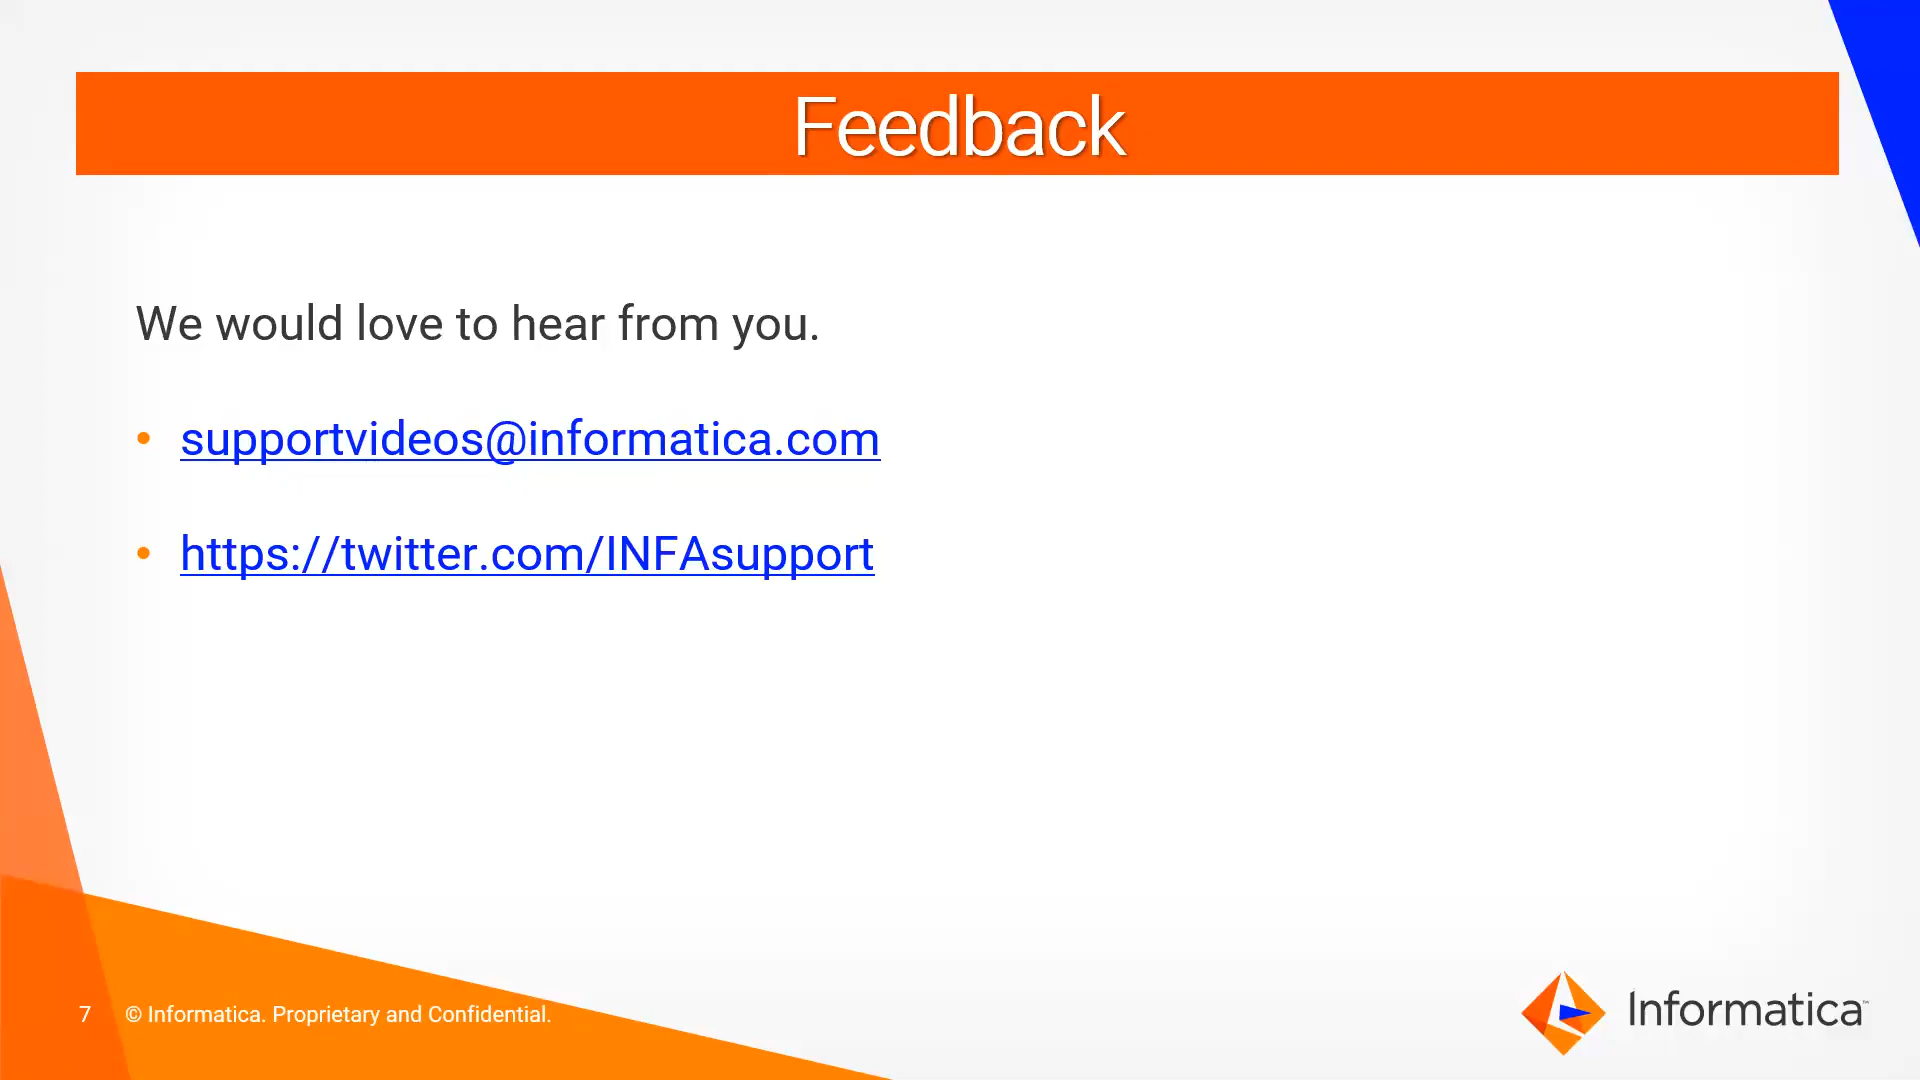 Feedback
We would love to hear from you.
• supportvideos@informatica.com
• https://twitter.com/INFAsupport
7 © Informatica. Proprietary and Confidential.
Informatica™